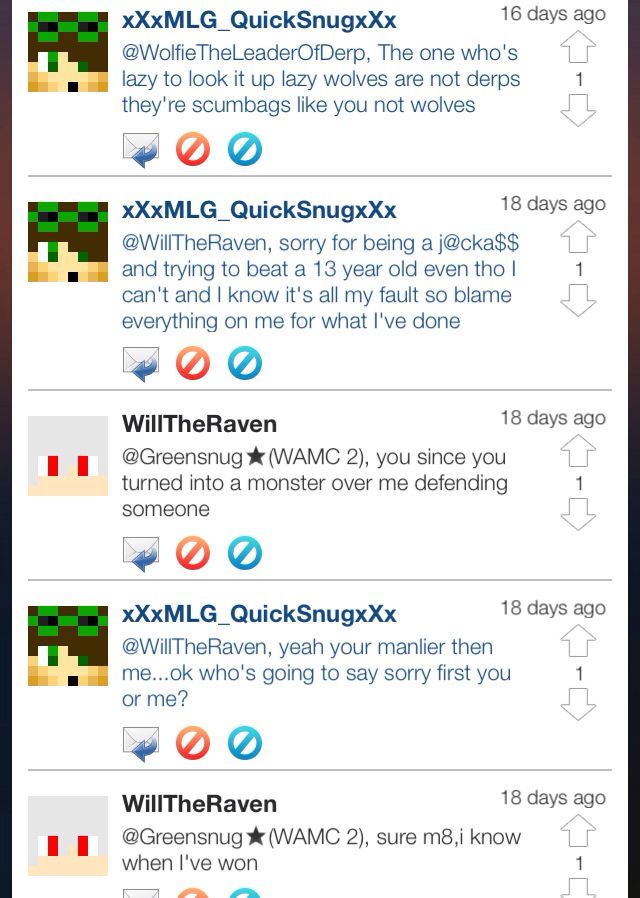 xXxMLG_QuickSnugxXx
16 days ago
@WolfieTheLeaderOfDerp, The one who's
lazy to look it up lazy wolves are not derps
they're scumbags like you not wolves
1
xXxMLG_QuickSnugxXx
18 days ago
@WillTheRaven, sorry for being a j@cka$$
and trying to beat a 13 year old even tho I
can't and I know it's all my fault so blame
everything on me for what I've done
1
WillTheRaven
18 days ago
@Greensnug★(WAMC 2), you since you
turned into a monster over me defending
someone
1
xXxMLG_QuickSnugxXx
18 days ago
@WillTheRaven, yeah your manlier then
me...ok who's going to say sorry first you
or me?
1
WillTheRaven
18 days ago
@Greensnug★(WAMC 2), sure m8,i know
when I've won
1